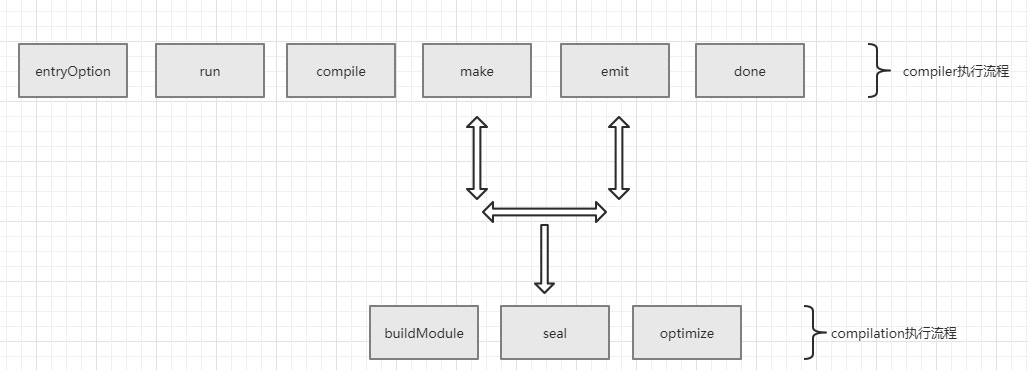 entryOption
run
compile
make
emit
done
compiler执行流程
buildModule
seal
optimize
compilation执行流程